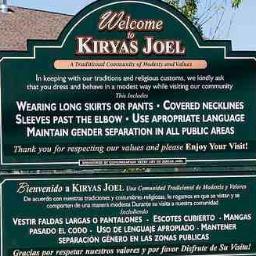 Welcome
to
KIRYAS JOEL
A Traditional Community of Modesty and Values
In keeping with our traditions and religious customs, we kindly ask
that you dress and behave in a modest way while visiting our community
This Includes
WEARING LONG SKIRTS OR PANTS · COVERED NECKLINES
SLEEVES PAST THE ELBOW · USE APROPRIATE LANGUAGE
MAINTAIN GENDER SEPARATION IN ALL PUBLIC AREAS
Thank you for respecting our values and please Enjoy Your Visit!
Bienvenido a KIRYAS JOEL Una Comunidad Tradicional de Modestia y Valores
De acuerdo con nuestras tradiciones y costumbres religiosas, le rogamos que se vistar y se
comporten de una manera modesta Durante su visita a nuestra comunidad
Incluyendo
VESTIR FALDAS LARGAS O PANTALONES - ESCOTES CUBIERTO - MANGAS
PASADO EL CODO - USO DE LENGUAJE APROPIADO - MANTENER
SEPARACIÓN GÉNERO EN LAS ZONAS PUBLICAS
Gracias por respetar nuestros valores y por favor Disfrute de Su Visita!